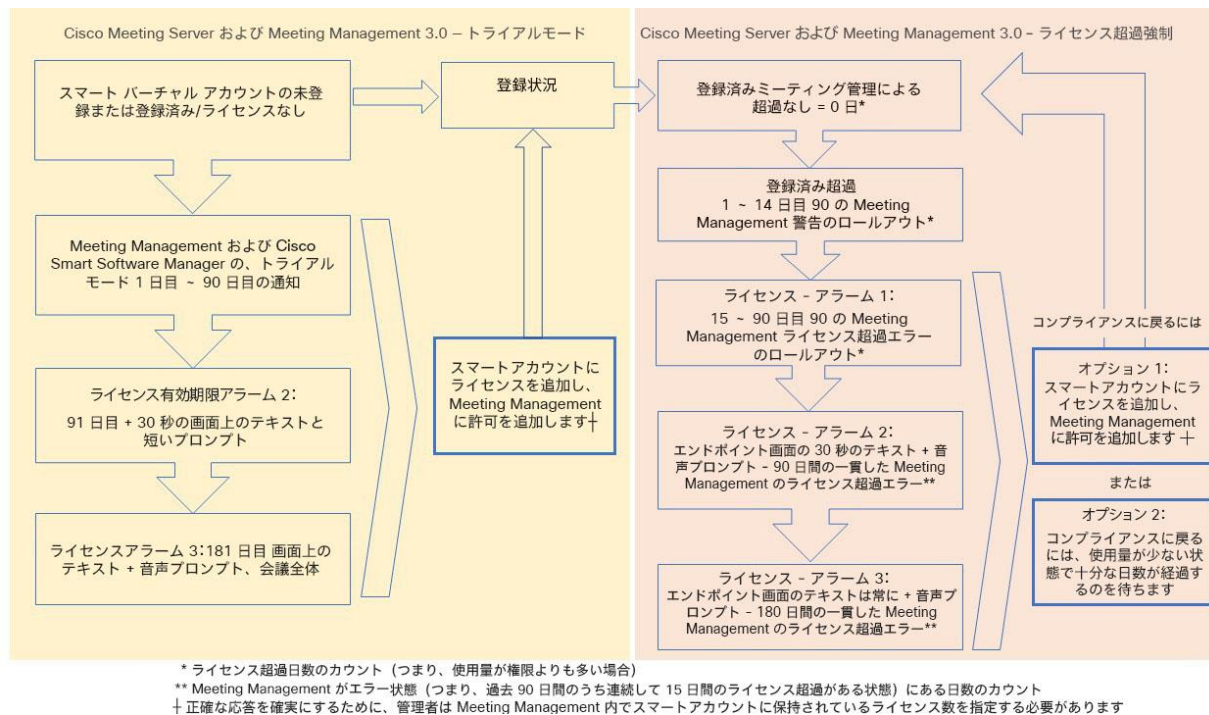 Cisco Meeting Server および Meeting Management 3.0 – トライアルモード
スマート バーチャル アカウントの未登
録または登録済み/ライセンスなし
登録状況
Meeting Management および Cisco
Smart Software Manager の、トライアル
モード 1 日目 ~ 90 日目の通知
ライセンス有効期限アラーム 2:
91 日目 + 30 秒の画面上のテキストと
短いプロンプト
ライセンスアラーム 3:181 日目 画面上の
テキスト + 音声プロンプト、会議全体
スマートアカウントに
ライセンスを追加し、
Meeting Management
に許可を追加します┼
Cisco Meeting Server および Meeting Management 3.0 – ライセンス超過強制
登録済みミーティング管理による
超過なし = 0 日*
登録済み超過
1 ~ 14 日目 90 の Meeting
Management 警告のロールアウト*
ライセンス - アラーム 1:
15 ~ 90 日目 90 の Meeting
Management ライセンス超過エラー
のロールアウト*
ライセンス – アラーム 2:
エンドポイント画面の 30 秒のテキスト + 音
声プロンプト – 90 日間の一貫した Meeting
Management のライセンス超過エラー**
ライセンス – アラーム 3:
エンドポイント画面のテキストは常に + 音声プ
ロンプト – 180 日間の一貫した Meeting
Management のライセンス超過エラー**
コンプライアンスに戻るには
オプション 1:
スマートアカウントにラ
イセンスを追加し、
Meeting Management
に許可を追加します ┼
または
オプション 2:
コンプライアンスに戻る
には、使用量が少ない状
態で十分な日数が経過す
るのを待ちます
* ライセンス超過日数のカウント（つまり、使用量が権限よりも多い場合）
** Meeting Management がエラー状態（つまり、過去 90 日間のうち連続して 15 日間のライセンス超過がある状態）にある日数のカウント
┼ 正確な応答を確実にするために、管理者は Meeting Management 内でスマートアカウントに保持されているライセンス数を指定する必要があります